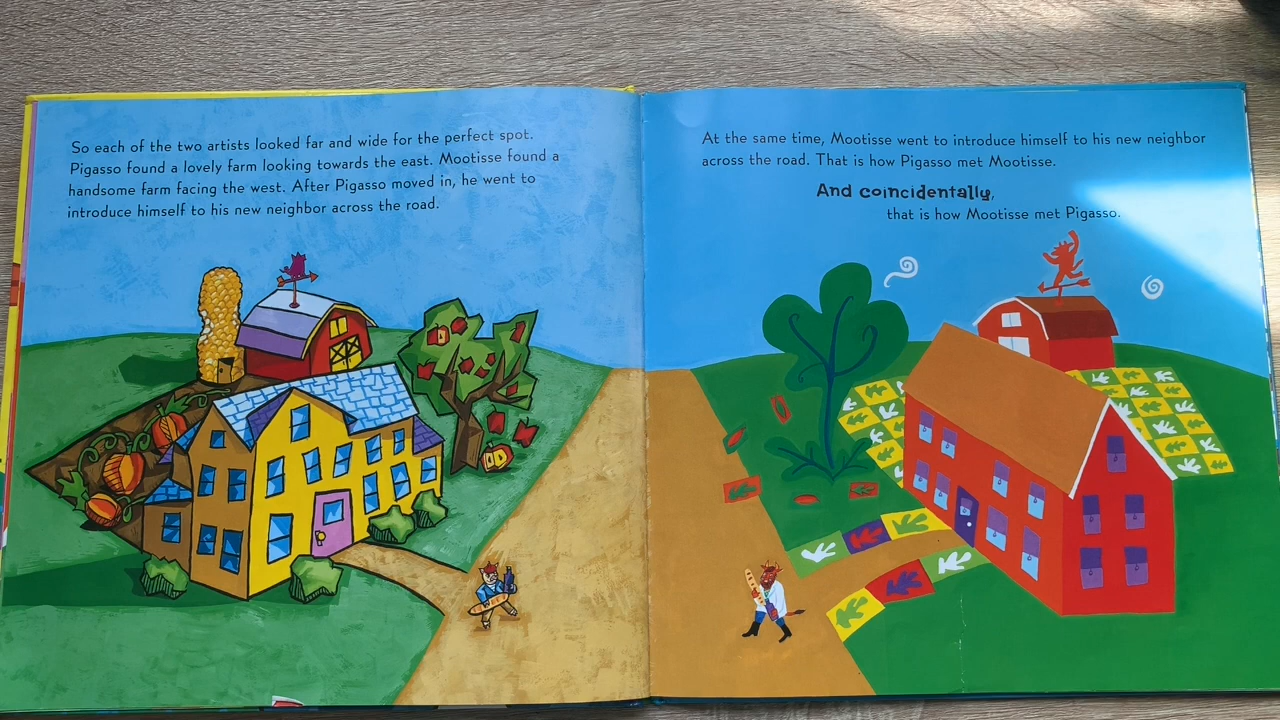 So each of the two artists looked far and wide for the perfect spot.
Pigasso found a lovely farm looking towards the east. Mootisse found a
handsome farm facing the west. After Pigasso moved in, he went to
introduce himself to his new neighbor across the road.
At the same time, Mootisse went to introduce himself to his new neighbor
across the road. That is how Pigasso met Mootisse.
And coincidentally,
that is how Mootisse met Pigasso.